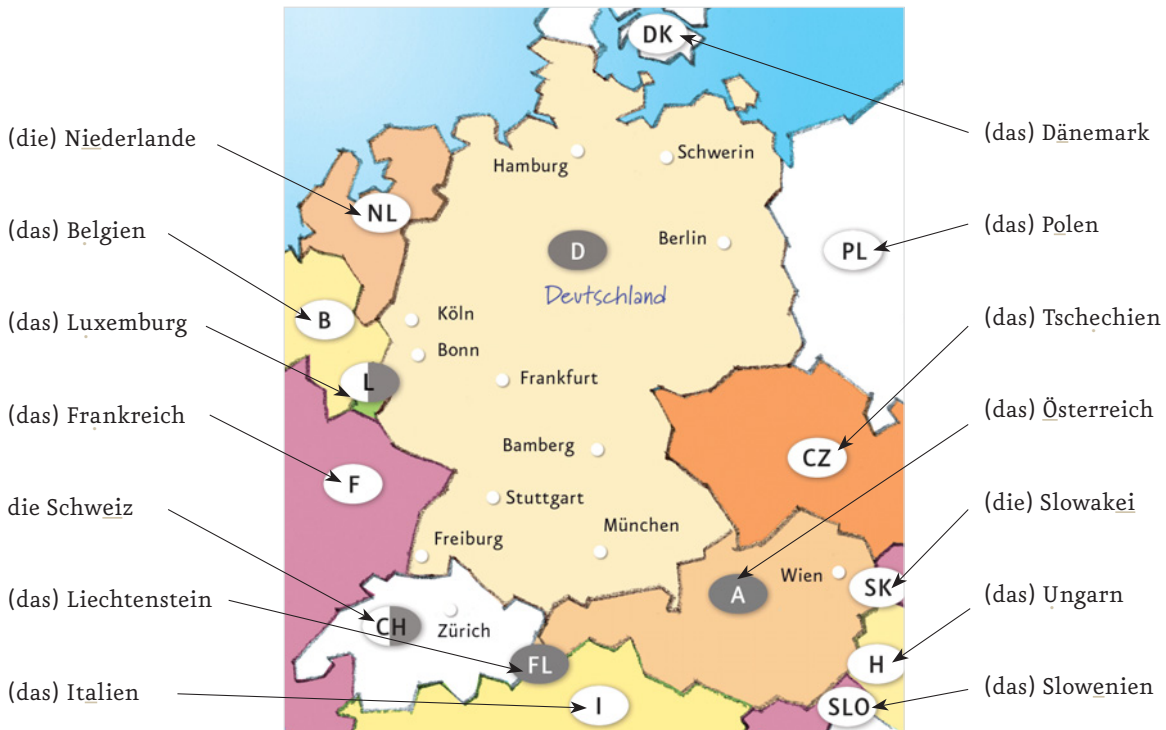 (die) Niederlande
(das) Belgien
(das) Luxemburg
(das) Frankreich
die Schweiz
(das) Liechtenstein
(das) Italien
DK
Hamburg
Schwerin
NL
D
Berlin
PL
Deutschland
B
Köln
Bonn
L
Frankfurt
Bamberg
CZ
F
Stuttgart
München
Freiburg
Wien
SK
A
CH
Zürich
FL
H
I
SLO
(das) Dänemark
(das) Polen
(das) Tschechien
(das) Österreich
(die) Slowakei
(das) Ungarn
(das) Slowenien